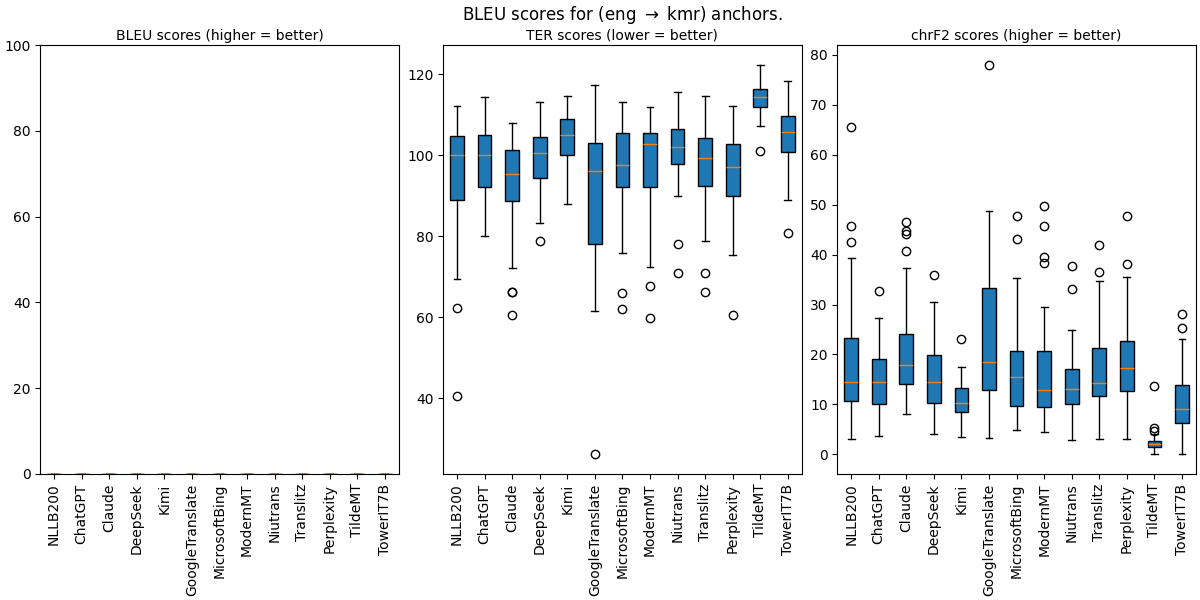 BLEU scores for (eng → kmr) anchors.
BLEU scores (higher = better)
100
80
60
40
20
0
NLLB200
ChatGPT
Claude
DeepSeek
Kimi
GoogleTranslate
MicrosoftBing
ModernMT
Niutrans
Translitz
Perplexity
TildeMT
TowerIT7B
TER scores (lower = better)
120
100
80
60
40
NLLB200
ChatGPT
Claude
DeepSeek
Kimi
GoogleTranslate
MicrosoftBing
ModernMT
Niutrans
Translitz
Perplexity
TildeMT
TowerIT7B
chrF2 scores (higher = better)
80
70
60
50
40
30
20
10
0
NLLB200
ChatGPT
Claude
DeepSeek
Kimi
GoogleTranslate
MicrosoftBing
ModernMT
Niutrans
Translitz
Perplexity
TildeMT
TowerIT7B